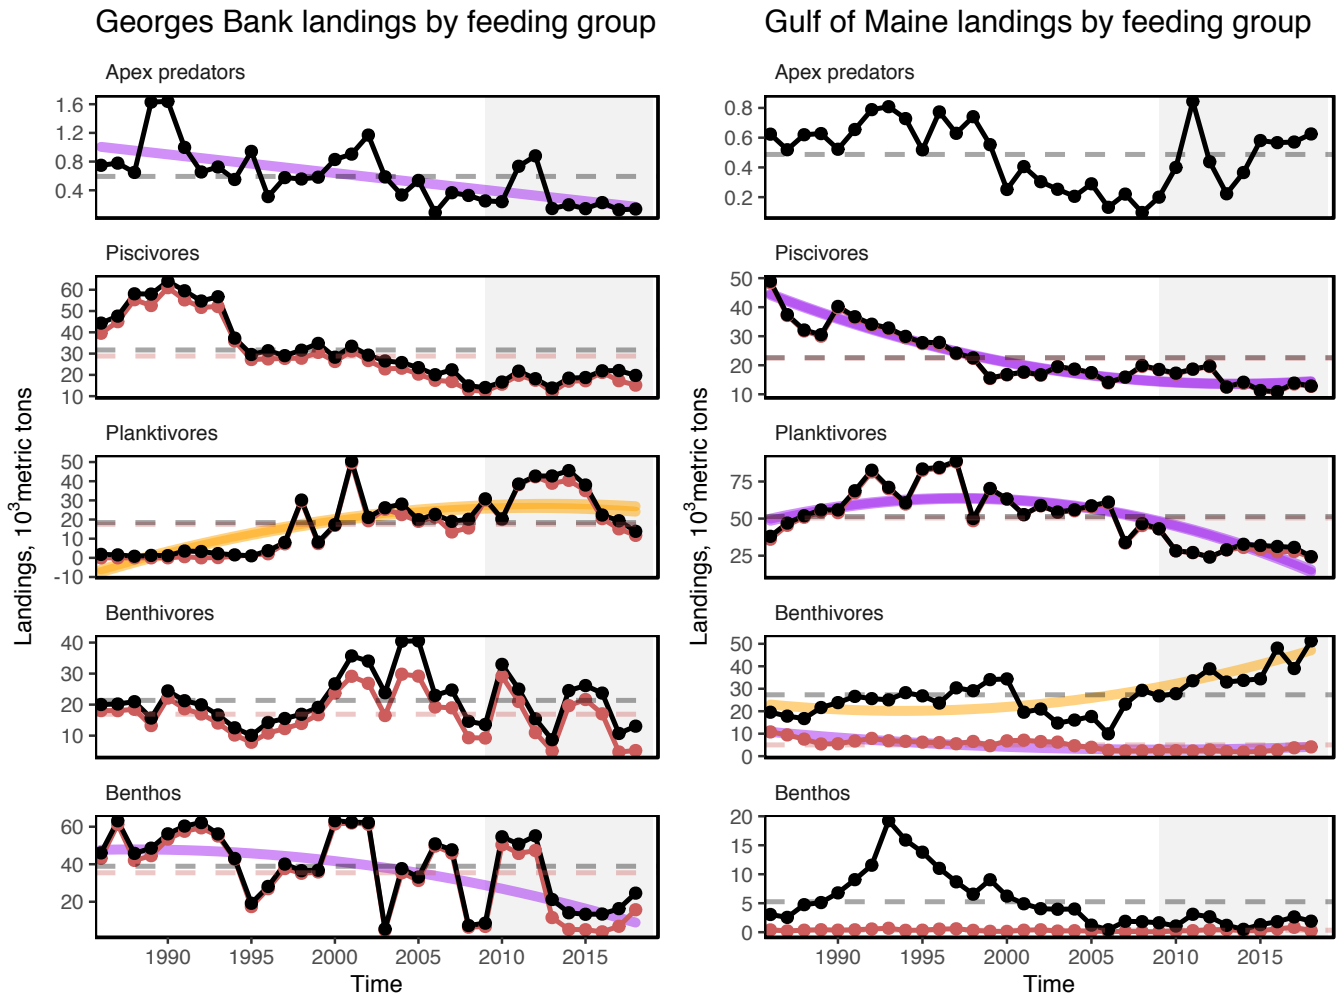 Georges Bank landings by feeding group
Apex predators
1.6
1.2
0.8
0.4
Piscivores
60
50
40
30
20
10
Planktivores
50
40
30
20
10
0
-10
Benthivores
40
30
20
10
Benthos
60
40
20
1990 1995 2000 2005 2010 2015
Time
Landings, 10³metric tons
Gulf of Maine landings by feeding group
Apex predators
0.8
0.6
0.4
0.2
Piscivores
50
40
30
20
10
Planktivores
75
50
25
Benthivores
50
40
30
20
10
0
Benthos
20
15
10
5
0
1990 1995 2000 2005 2010 2015
Time
Landings, 10³metric tons